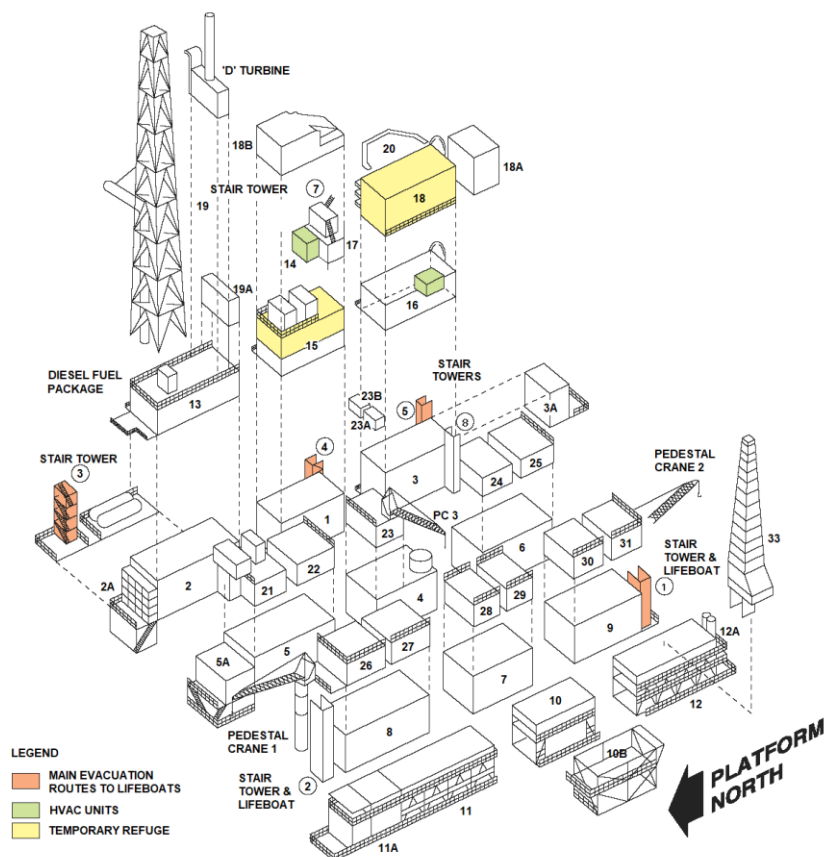 'D' TURBINE
18B
20
18A
STAIR TOWER
7
18
19
14
17
19A
16
15
DIESEL FUEL
PACKAGE
13
STAIR
TOWERS
23B
23A
5
8
3A
STAIR TOWER
3
4
PEDESTAL
CRANE 2
3
24
25
1
23
PC 3
6
31
30
33
STAIR
TOWER &
LIFEBOAT
1
2A
2
21
22
4
28
29
9
5A
5
26
27
7
12A
12
PEDESTAL
CRANE 1
8
10
10B
STAIR
TOWER &
LIFEBOAT
2
11
11A
PLATFORM
NORTH
LEGEND
MAIN EVACUATION
ROUTES TO LIFEBOATS
HVAC UNITS
TEMPORARY REFUGE